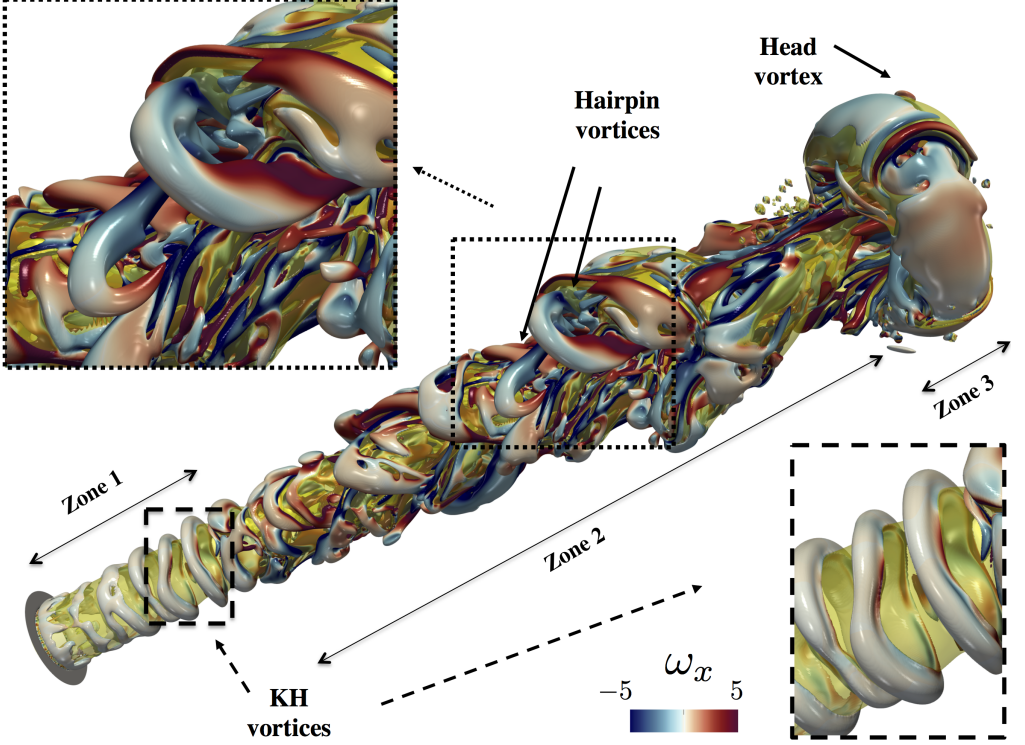 Head
vortex
Hairpin
vortices
Zone 3
Zone 1
Zone 2
KH
vortices
ωₓ
−5 5